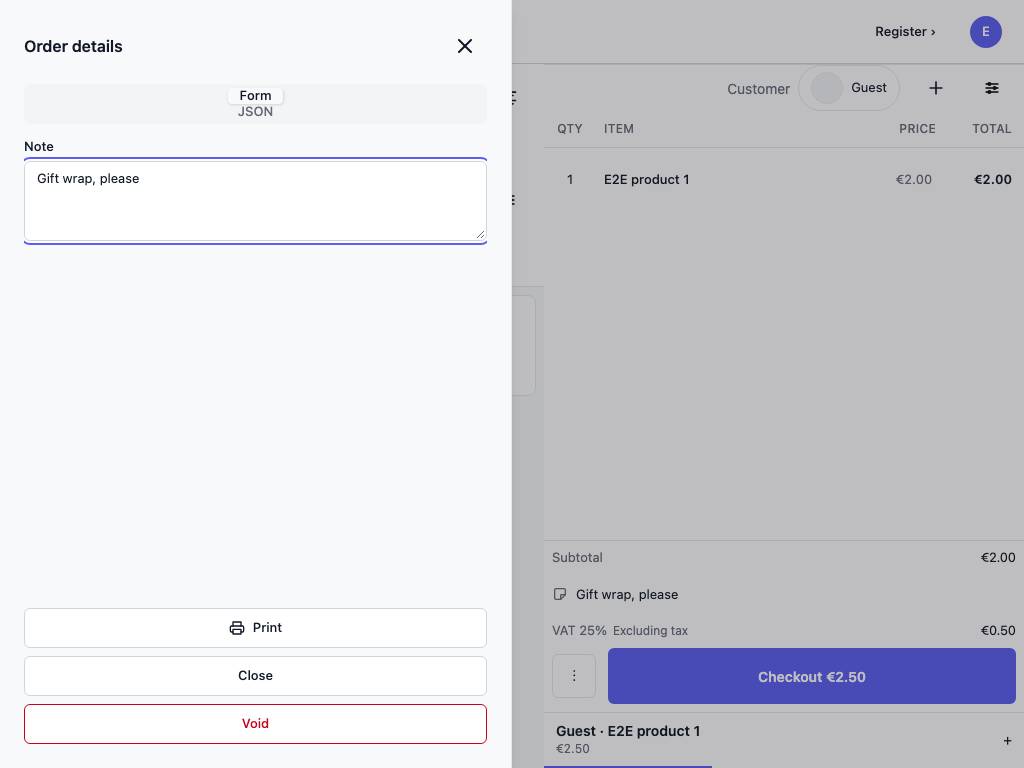 Order details
Form
JSON
Note
Gift wrap, please
Print
Close
Void
Register ›
E
Customer
Guest
QTY ITEM PRICE TOTAL
1 E2E product 1 €2.00 €2.00
Subtotal €2.00
Gift wrap, please
VAT 25% Excluding tax €0.50
Checkout €2.50
Guest · E2E product 1
€2.50
+